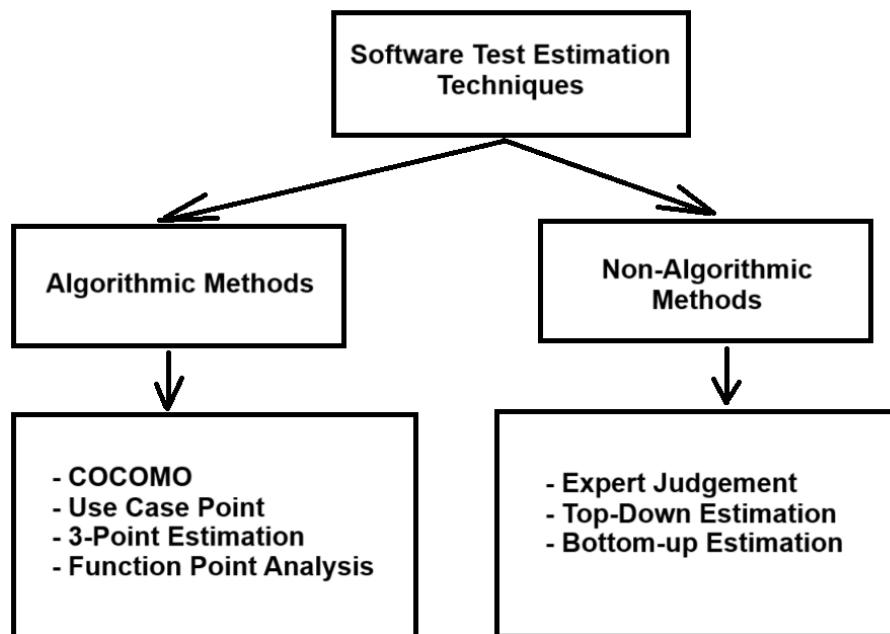 Software Test Estimation
Techniques
Algorithmic Methods
Non-Algorithmic
Methods
- COCOMO
- Use Case Point
- 3-Point Estimation
- Function Point Analysis
- Expert Judgement
- Top-Down Estimation
- Bottom-up Estimation